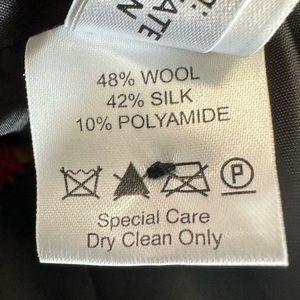 48% WOOL
42% SILK
10% POLYAMIDE
P
Special Care
Dry Clean Only